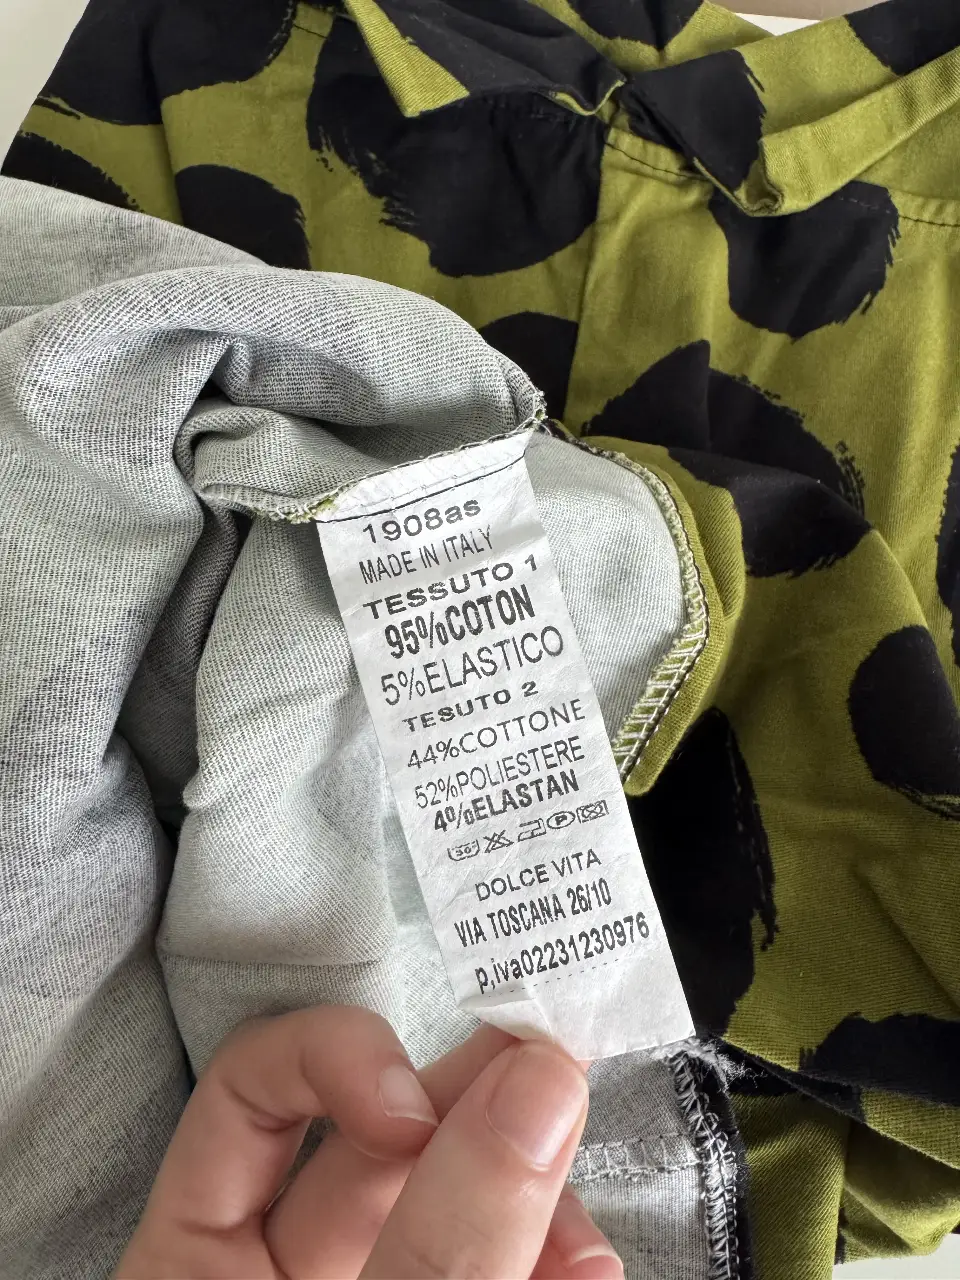 1908as
MADE IN ITALY
TESSUTO 1
95%COTON
5%ELASTICO
TESUTO 2
44%COTTONE
52%POLIESTERE
4%ELASTAN
30° P
DOLCE VITA
VIA TOSCANA 26/10
p,iva02231230976